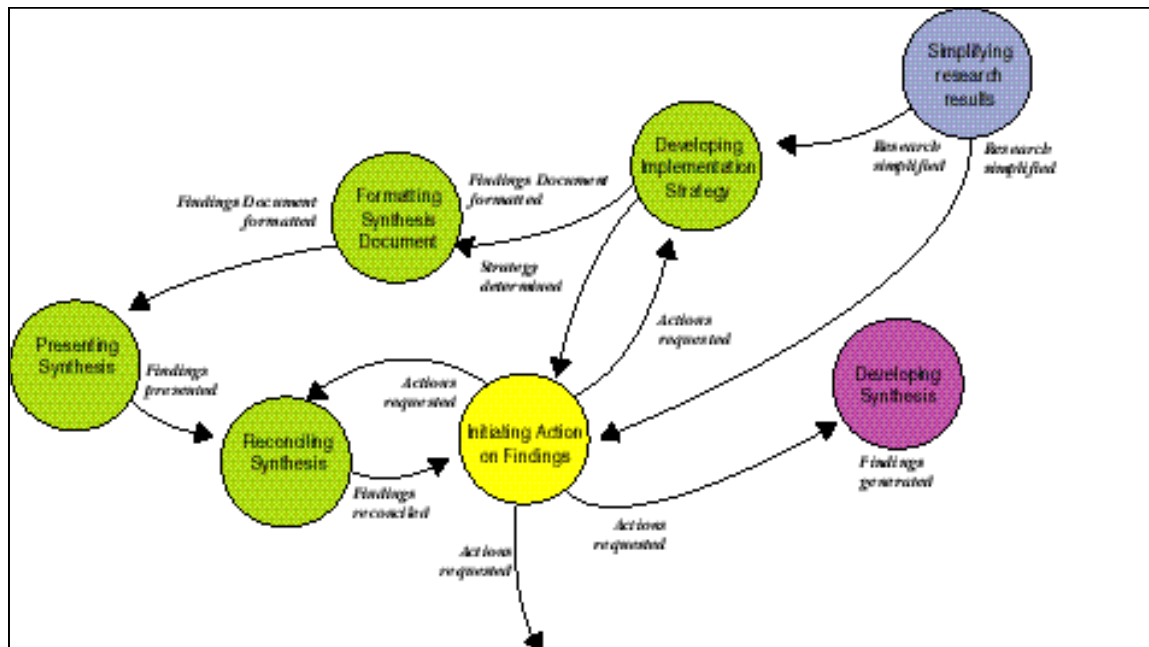 Simplifying
research
results
Developing
Implementation
Strategy
Research
simplified
Research
simplified
Formatting
Synthesis
Document
Findings Document
formatted
Findings Document
formatted
Strategy
determined
Actions
requested
Presenting
Synthesis
Findings
presented
Actions
requested
Developing
Synthesis
Reconciling
Synthesis
Initiating Action
on Findings
Findings
generated
Findings
reconciled
Actions
requested
Actions
requested